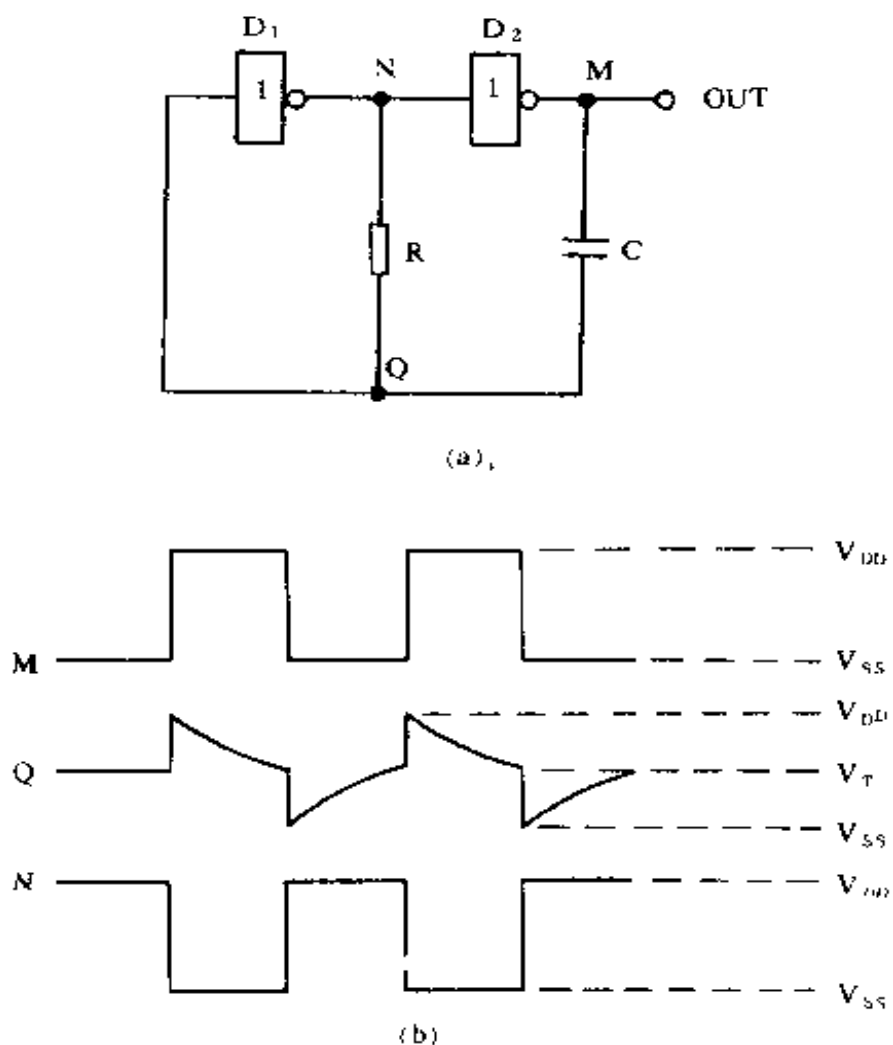 D₁ D₂
N M
1 1 OUT
R C
Q
(a)
V_DD
M V_SS
V_DD
Q V_T
V_SS
N V_DD
V_SS
(b)